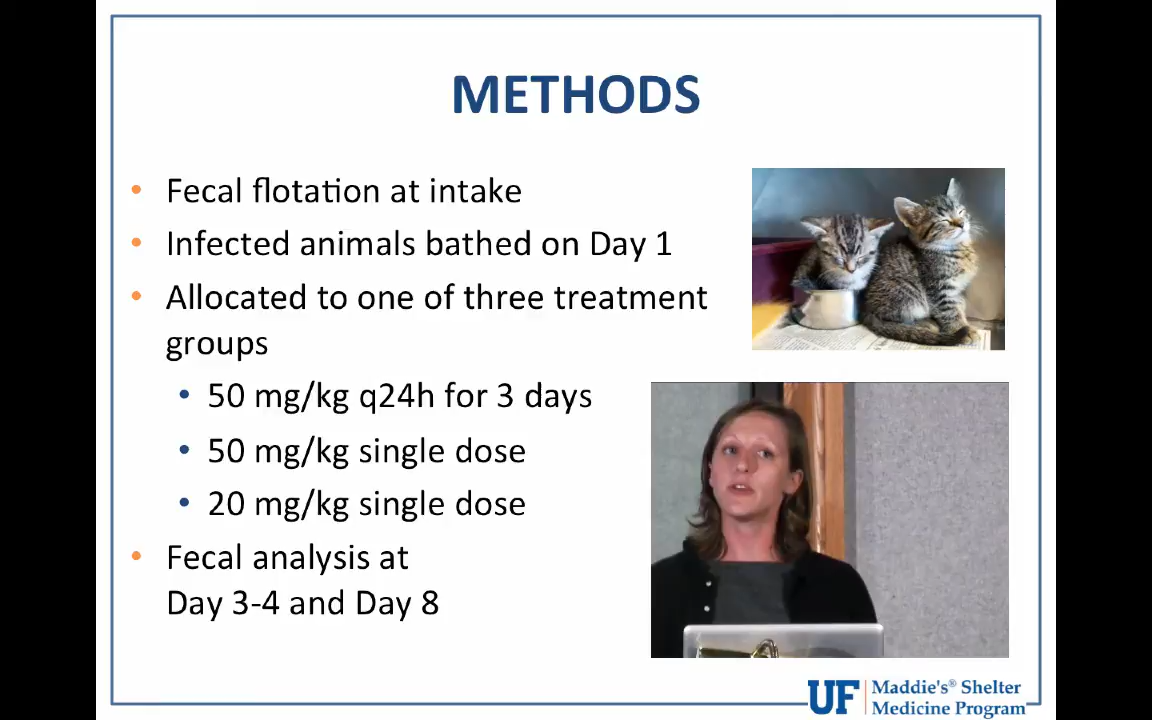 METHODS
• Fecal flotation at intake
• Infected animals bathed on Day 1
• Allocated to one of three treatment
groups
• 50 mg/kg q24h for 3 days
• 50 mg/kg single dose
• 20 mg/kg single dose
• Fecal analysis at
Day 3-4 and Day 8
UF Maddie's® Shelter
Medicine Program